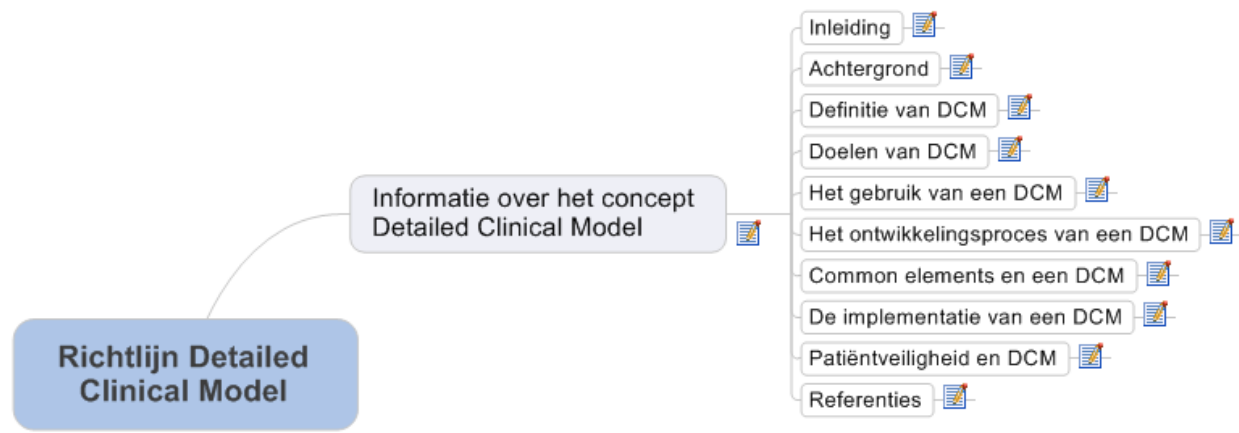 Richtlijn Detailed
Clinical Model
Informatie over het concept
Detailed Clinical Model
Inleiding
Achtergrond
Definitie van DCM
Doelen van DCM
Het gebruik van een DCM
Het ontwikkelingsproces van een DCM
Common elements en een DCM
De implementatie van een DCM
Patiëntveiligheid en DCM
Referenties